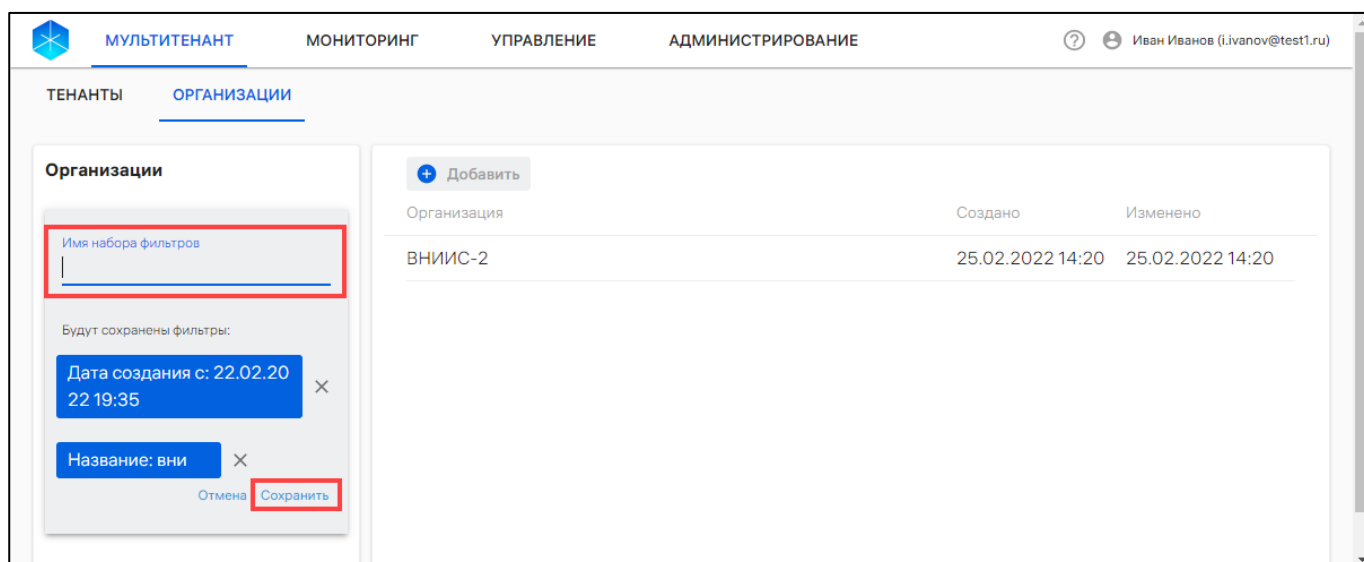 МУЛЬТИТЕНАНТ МОНИТОРИНГ УПРАВЛЕНИЕ АДМИНИСТРИРОВАНИЕ ? Иван Иванов (i.ivanov@test1.ru)
ТЕНАНТЫ ОРГАНИЗАЦИИ
Организации
Имя набора фильтров
Будут сохранены фильтры:
Дата создания с: 22.02.20
22 19:35
Название: вни
Отмена Сохранить
Добавить
Организация Создано Изменено
ВНИИС-2 25.02.2022 14:20 25.02.2022 14:20